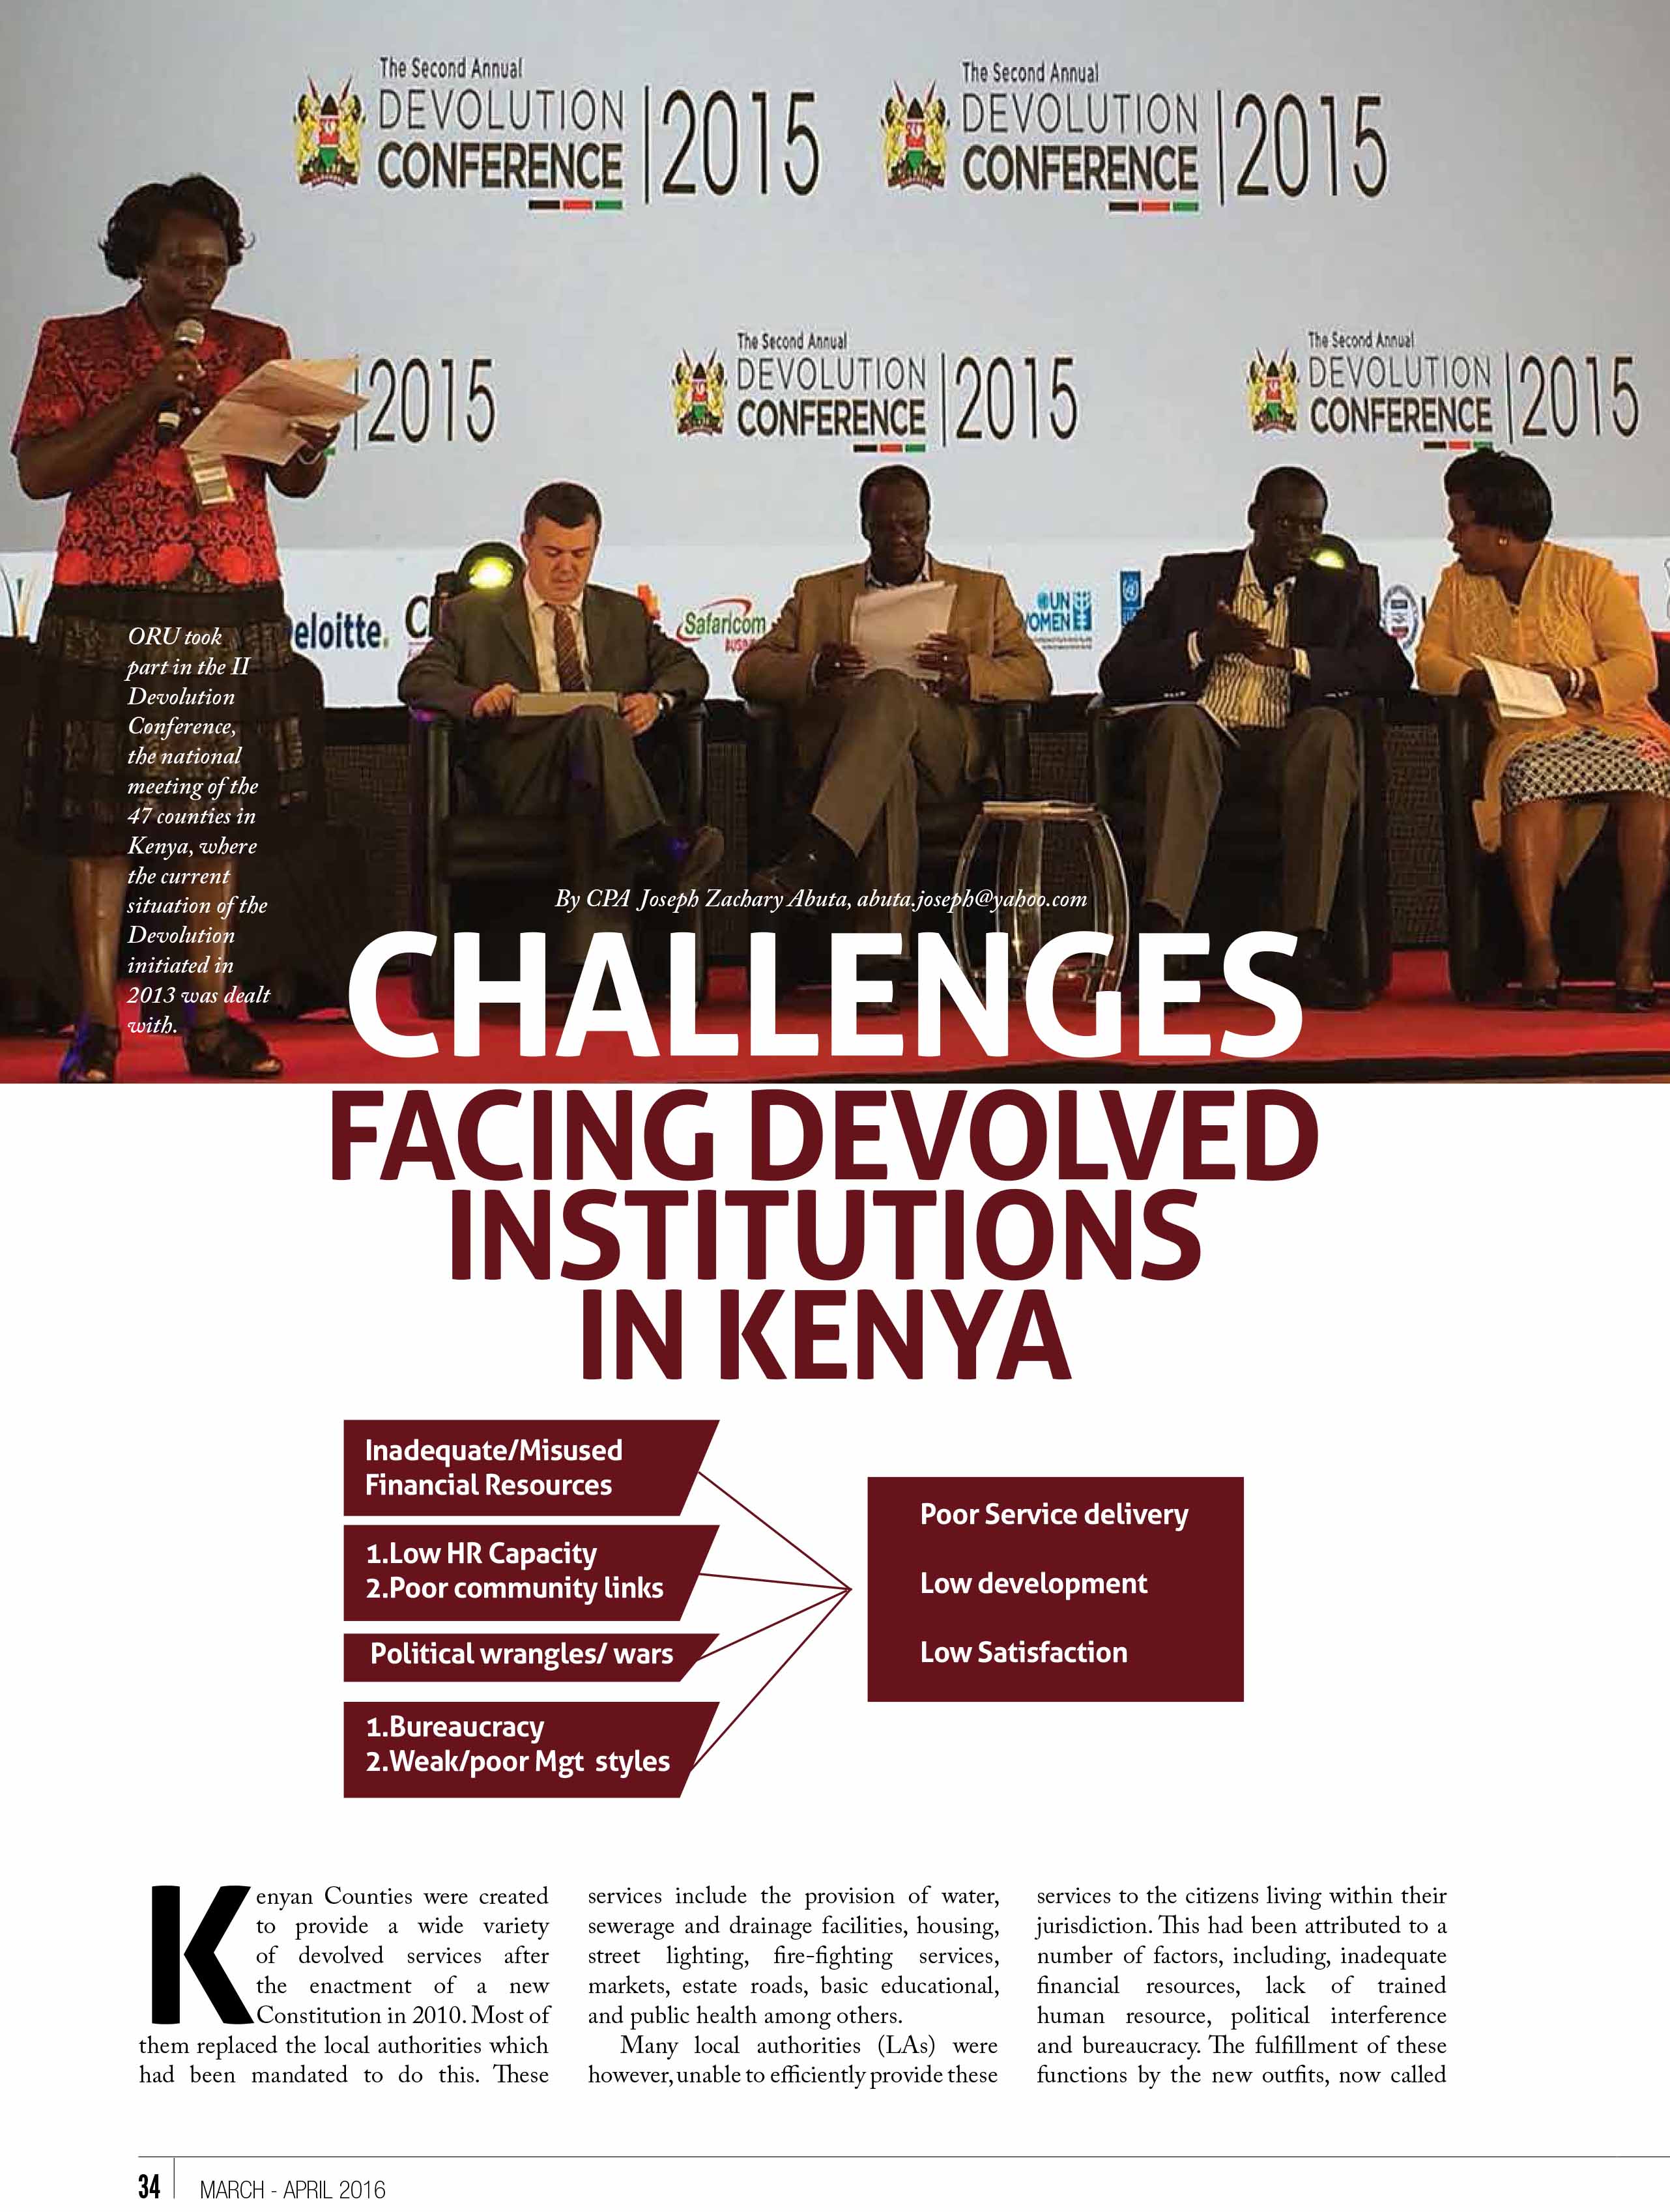 The Second Annual
DEVOLUTION
CONFERENCE
2015
The Second Annual
DEVOLUTION
CONFERENCE
2015
2015
The Second Annual
DEVOLUTION
CONFERENCE
2015
The Second Annual
DEVOLUTION
CONFERENCE
2015
eloitte.
Safaricom
UN
WOMEN
ORU took
part in the II
Devolution
Conference,
the national
meeting of the
47 counties in
Kenya, where
the current
situation of the
Devolution
initiated in
2013 was dealt
with.
By CPA Joseph Zachary Abuta, abuta.joseph@yahoo.com
CHALLENGES
FACING DEVOLVED
INSTITUTIONS
IN KENYA
Inadequate/Misused
Financial Resources
1.Low HR Capacity
2.Poor community links
Political wrangles/ wars
1.Bureaucracy
2.Weak/poor Mgt styles
Poor Service delivery
Low development
Low Satisfaction
Kenyan Counties were created
to provide a wide variety
of devolved services after
the enactment of a new
Constitution in 2010. Most of
them replaced the local authorities which
had been mandated to do this. These
services include the provision of water,
sewerage and drainage facilities, housing,
street lighting, fire-fighting services,
markets, estate roads, basic educational,
and public health among others.
Many local authorities (LAs) were
however, unable to efficiently provide these
services to the citizens living within their
jurisdiction. This had been attributed to a
number of factors, including, inadequate
financial resources, lack of trained
human resource, political interference
and bureaucracy. The fulfillment of these
functions by the new outfits, now called
34
MARCH - APRIL 2016